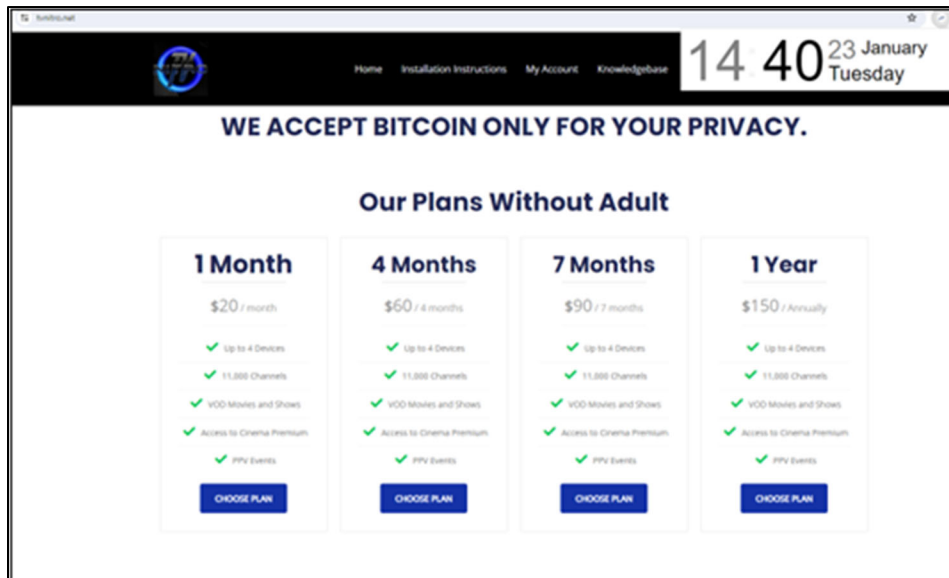 tvnitro.net
Home Installation Instructions My Account Knowledgebase
14:40 23 January Tuesday
WE ACCEPT BITCOIN ONLY FOR YOUR PRIVACY.
Our Plans Without Adult
1 Month
$20 / month
Up to 4 Devices
11,000 Channels
VOD Movies and Shows
Access to Cinema Premium
PPV Events
CHOOSE PLAN
4 Months
$60 / 4 months
Up to 4 Devices
11,000 Channels
VOD Movies and Shows
Access to Cinema Premium
PPV Events
CHOOSE PLAN
7 Months
$90 / 7 months
Up to 4 Devices
11,000 Channels
VOD Movies and Shows
Access to Cinema Premium
PPV Events
CHOOSE PLAN
1 Year
$150 / Annually
Up to 4 Devices
11,000 Channels
VOD Movies and Shows
Access to Cinema Premium
PPV Events
CHOOSE PLAN